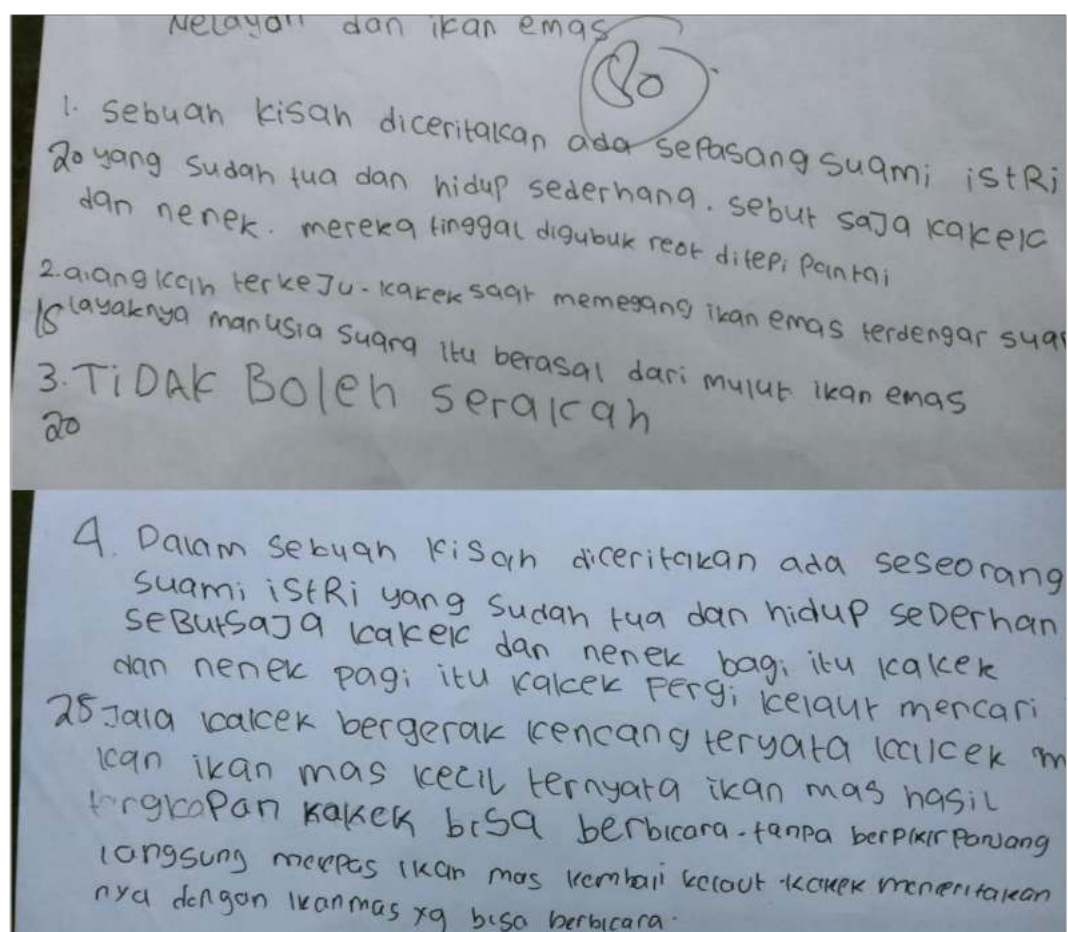 Nelayan dan ikan emas
80
1. sebuah kisah diceritakan ada sepasang suami istRi
20 yang sudah tua dan hidup sederhana. sebut saJa kakek
dan nenek. mereka tinggal digubuk reot ditepi Pantai
2. alangkah terkeJu-kakek saat memegang ikan emas terdengar suar
15 layaknya manusia suara itu berasal dari mulut ikan emas
3. TiDAK Boleh serakah
20
4. Dalam sebuah kisah diceritakan ada seseorang
suami istRi yang sudah tua dan hidup seDerhan
seButsaJa kakek dan nenek bagi itu kakek
dan nenek pagi itu kakek Pergi kelaut mencari
25 Jala kakek bergerak kencang teryata kakek m
kan ikan mas kecil ternyata ikan mas hasil
tangkaPan kakek bisa berbicara. tanpa berPikir PanJang
langsung melepas ikan mas kembali kelaut kakek menceritakan
nya dengan ikanmas yg bisa berbicara.